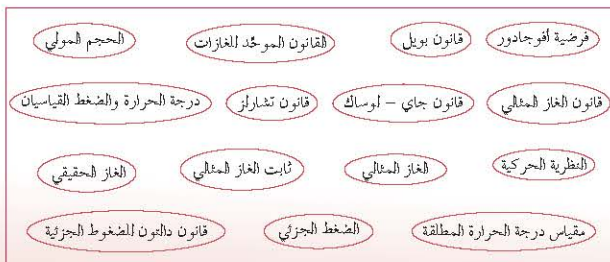 فرضية أفوجادور قانون بويل القانون الموحّد للغازات الحجم المولي
قانون الغاز المثالي قانون جاي – لوساك قانون تشارلز درجة الحرارة والضغط القياسيان
النظرية الحركية الغاز المثالي ثابت الغاز المثالي الغاز الحقيقي
مقياس درجة الحرارة المطلقة الضغط الجزئي قانون دالتون للضغوط الجزئية